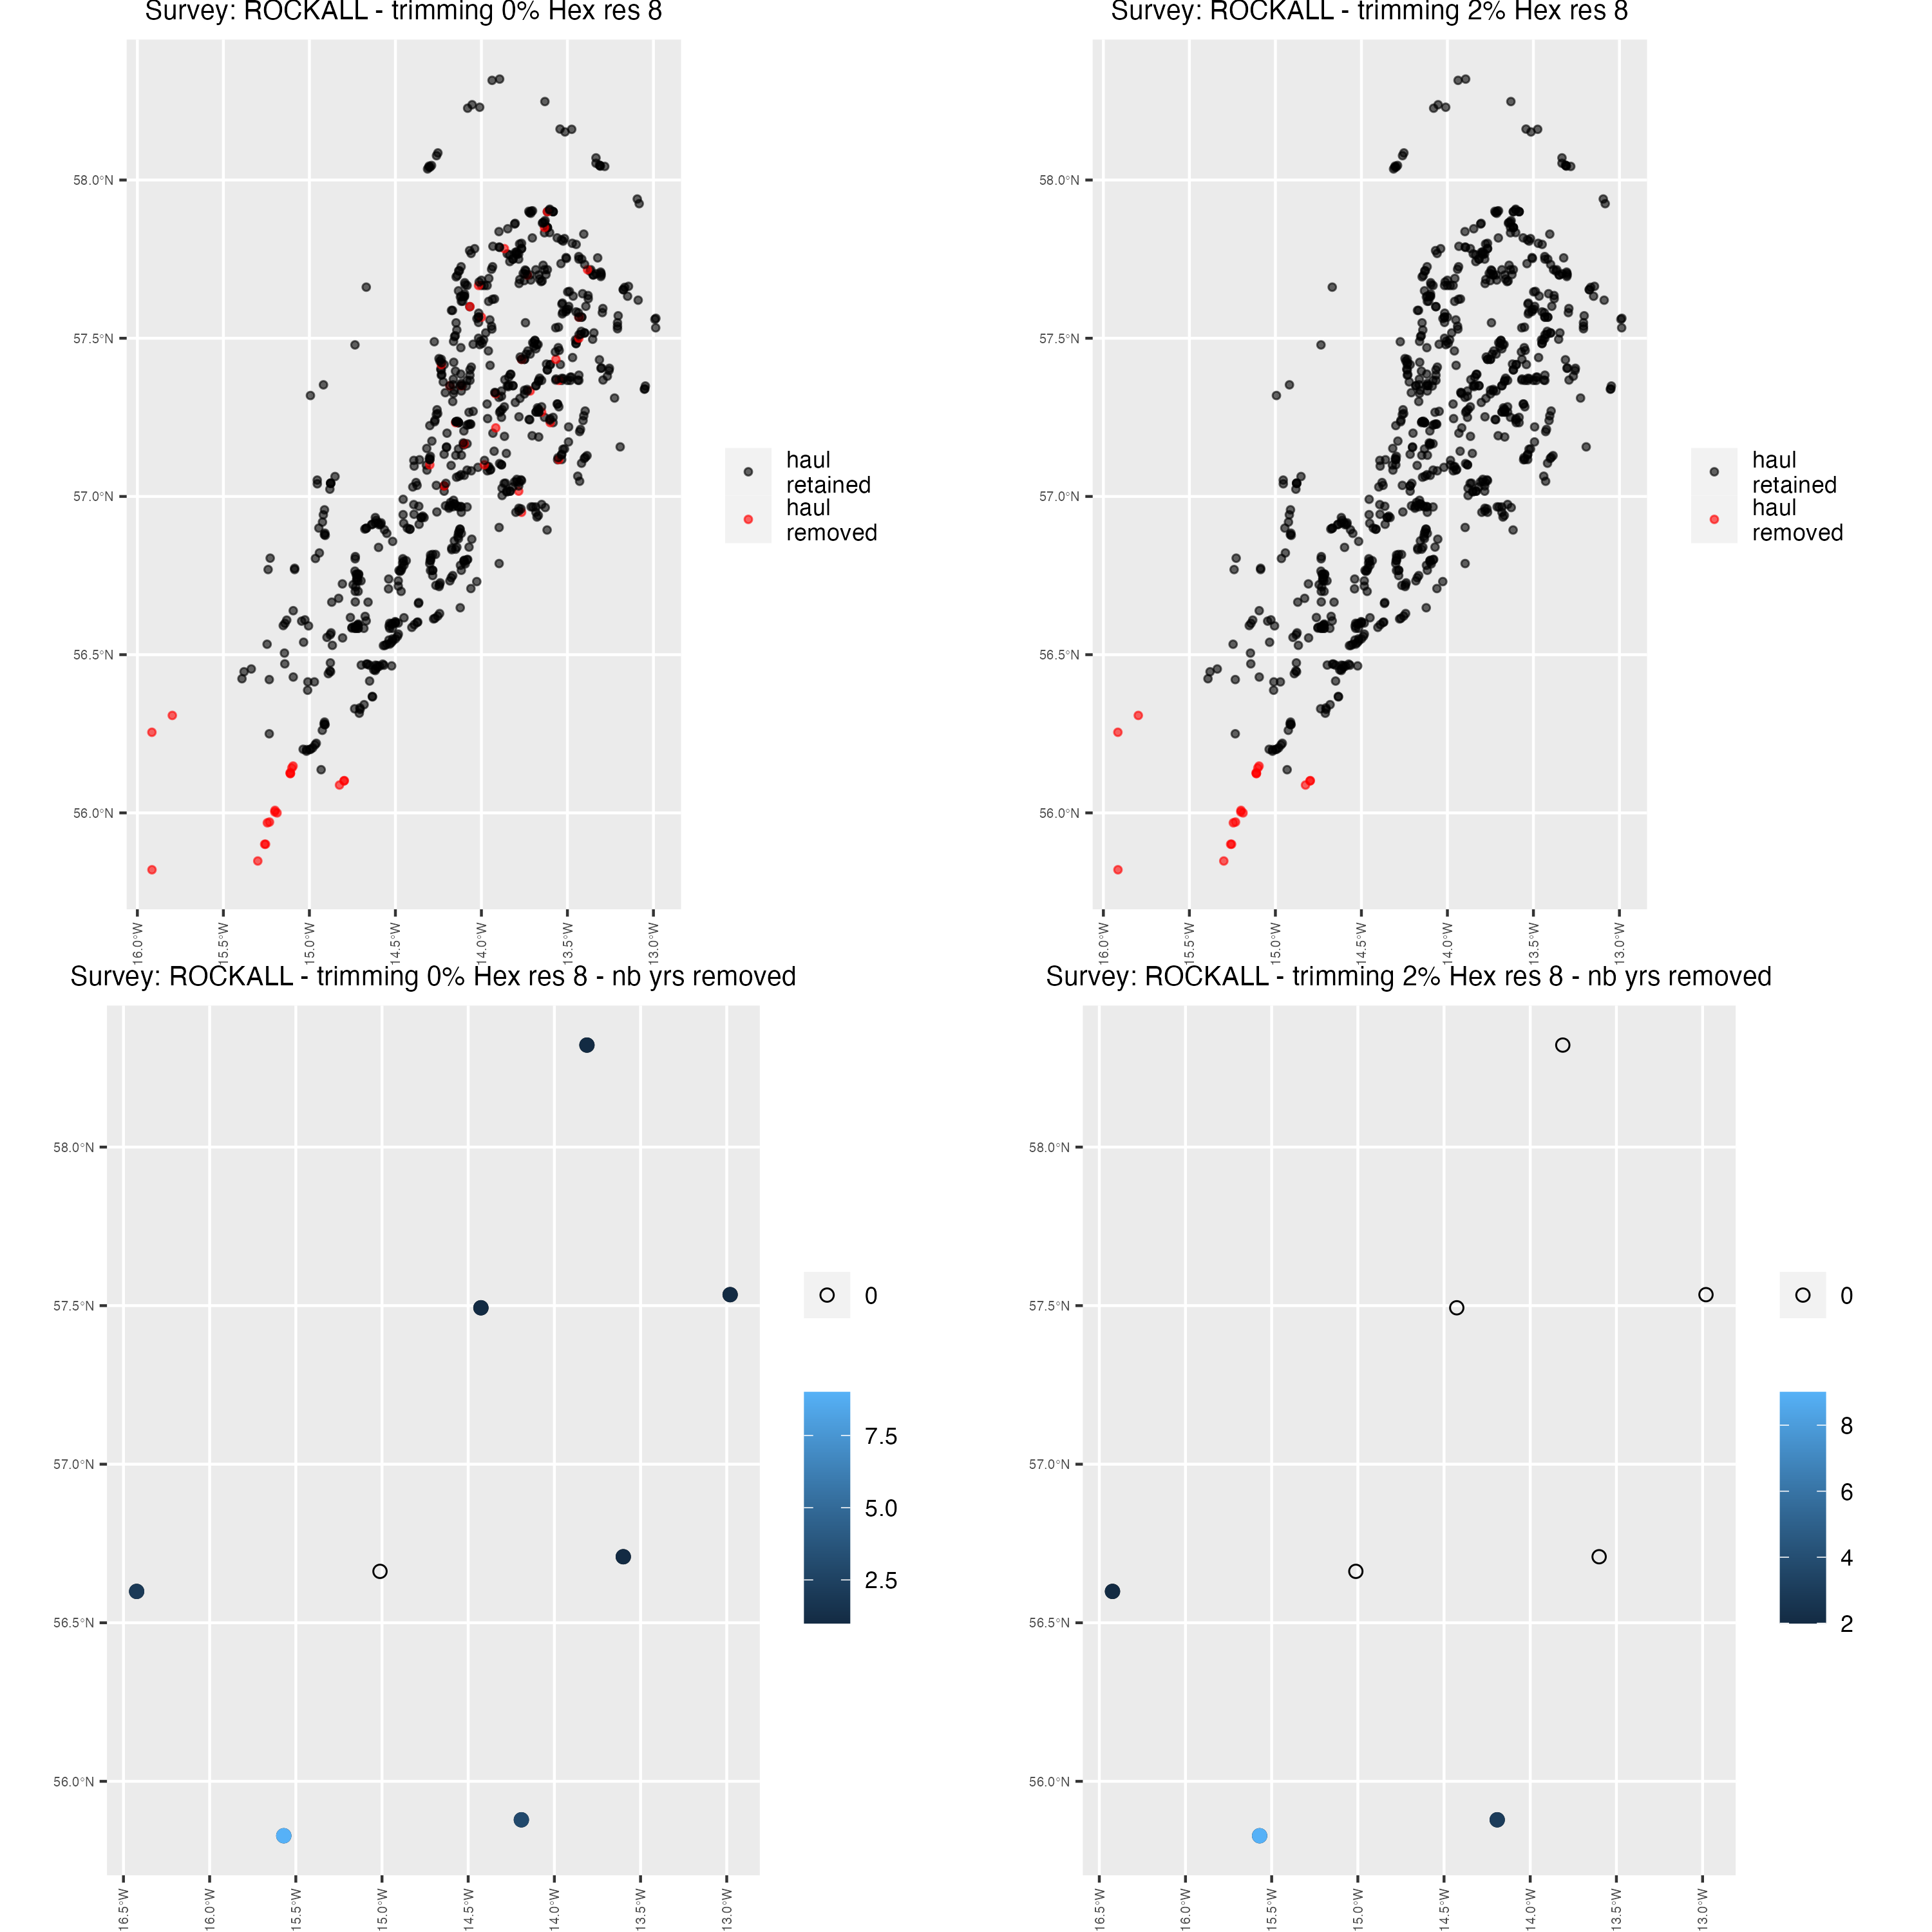 Survey: ROCKALL - trimming 0% Hex res 8
58.0°N
57.5°N
57.0°N
56.5°N
56.0°N
16.0°W
15.5°W
15.0°W
14.5°W
14.0°W
13.5°W
13.0°W
haul
retained
haul
removed
Survey: ROCKALL - trimming 2% Hex res 8
58.0°N
57.5°N
57.0°N
56.5°N
56.0°N
16.0°W
15.5°W
15.0°W
14.5°W
14.0°W
13.5°W
13.0°W
haul
retained
haul
removed
Survey: ROCKALL - trimming 0% Hex res 8 - nb yrs removed
58.0°N
57.5°N
57.0°N
56.5°N
56.0°N
16.5°W
16.0°W
15.5°W
15.0°W
14.5°W
14.0°W
13.5°W
13.0°W
0
7.5
5.0
2.5
Survey: ROCKALL - trimming 2% Hex res 8 - nb yrs removed
58.0°N
57.5°N
57.0°N
56.5°N
56.0°N
16.5°W
16.0°W
15.5°W
15.0°W
14.5°W
14.0°W
13.5°W
13.0°W
0
8
6
4
2